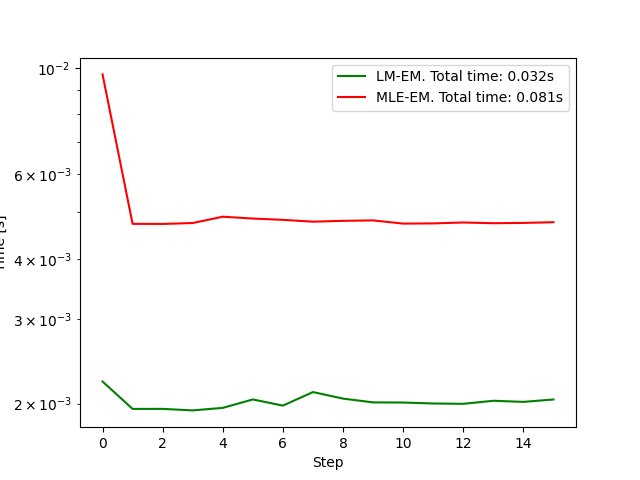 LM-EM. Total time: 0.032s
MLE-EM. Total time: 0.081s
10⁻²
6 × 10⁻³
4 × 10⁻³
3 × 10⁻³
2 × 10⁻³
0 2 4 6 8 10 12 14
Step